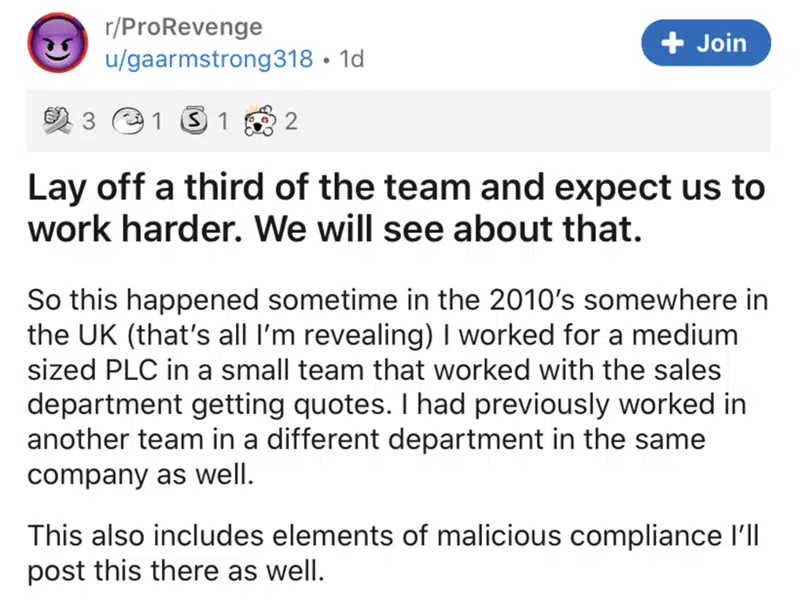 r/ProRevenge
u/gaarmstrong318 • 1d
+ Join
3 1 S 1 2
Lay off a third of the team and expect us to
work harder. We will see about that.
So this happened sometime in the 2010's somewhere in
the UK (that's all I'm revealing) I worked for a medium
sized PLC in a small team that worked with the sales
department getting quotes. I had previously worked in
another team in a different department in the same
company as well.
This also includes elements of malicious compliance I'll
post this there as well.